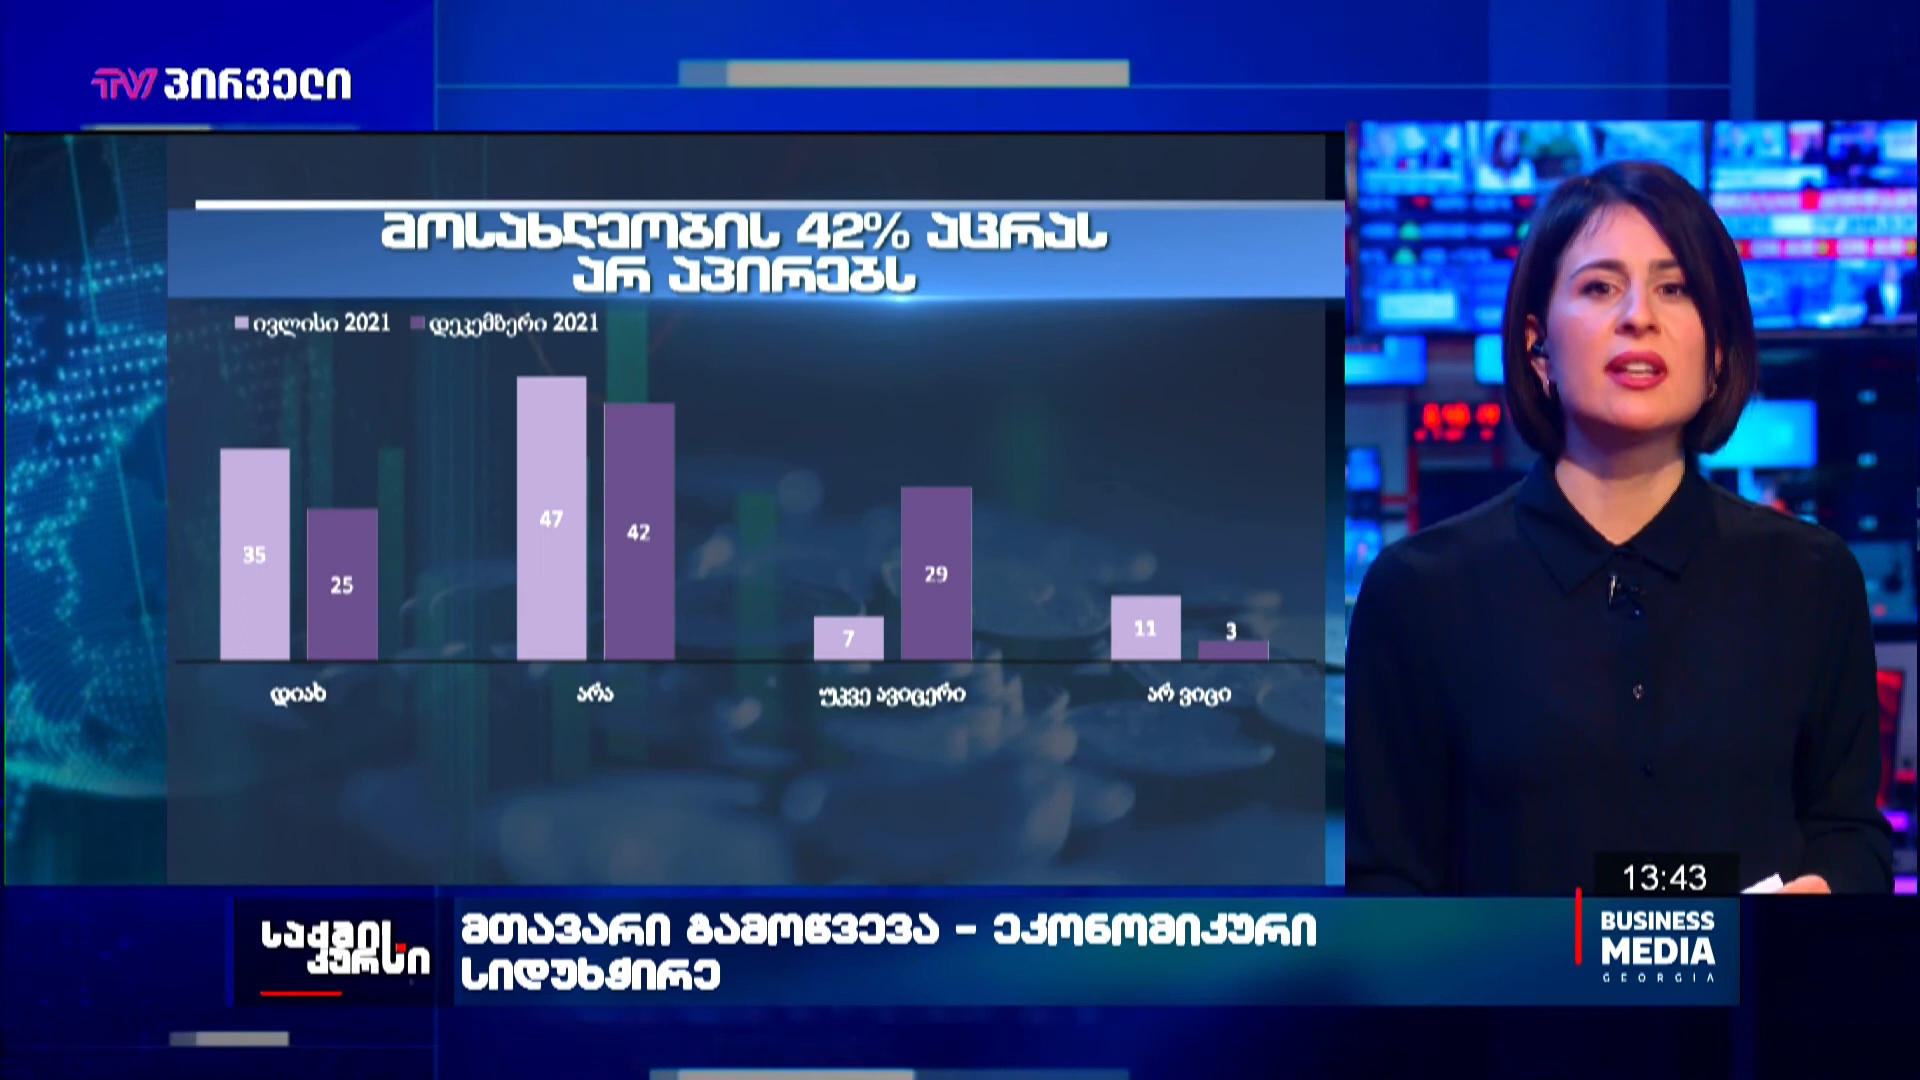 TV პირველი
მოსახლეობის 42% აცრას
არ აპირებს
ივლისი 2021 დეკემბერი 2021
35
25
47
42
7
29
11
3
დიახ
არა
უკვე ავიცერი
არ ვიცი
13:43
საქმის
კურსი
მთავარი გამოწვევა - ეკონომიკური
სიდუხჭირე
BUSINESS
MEDIA
GEORGIA